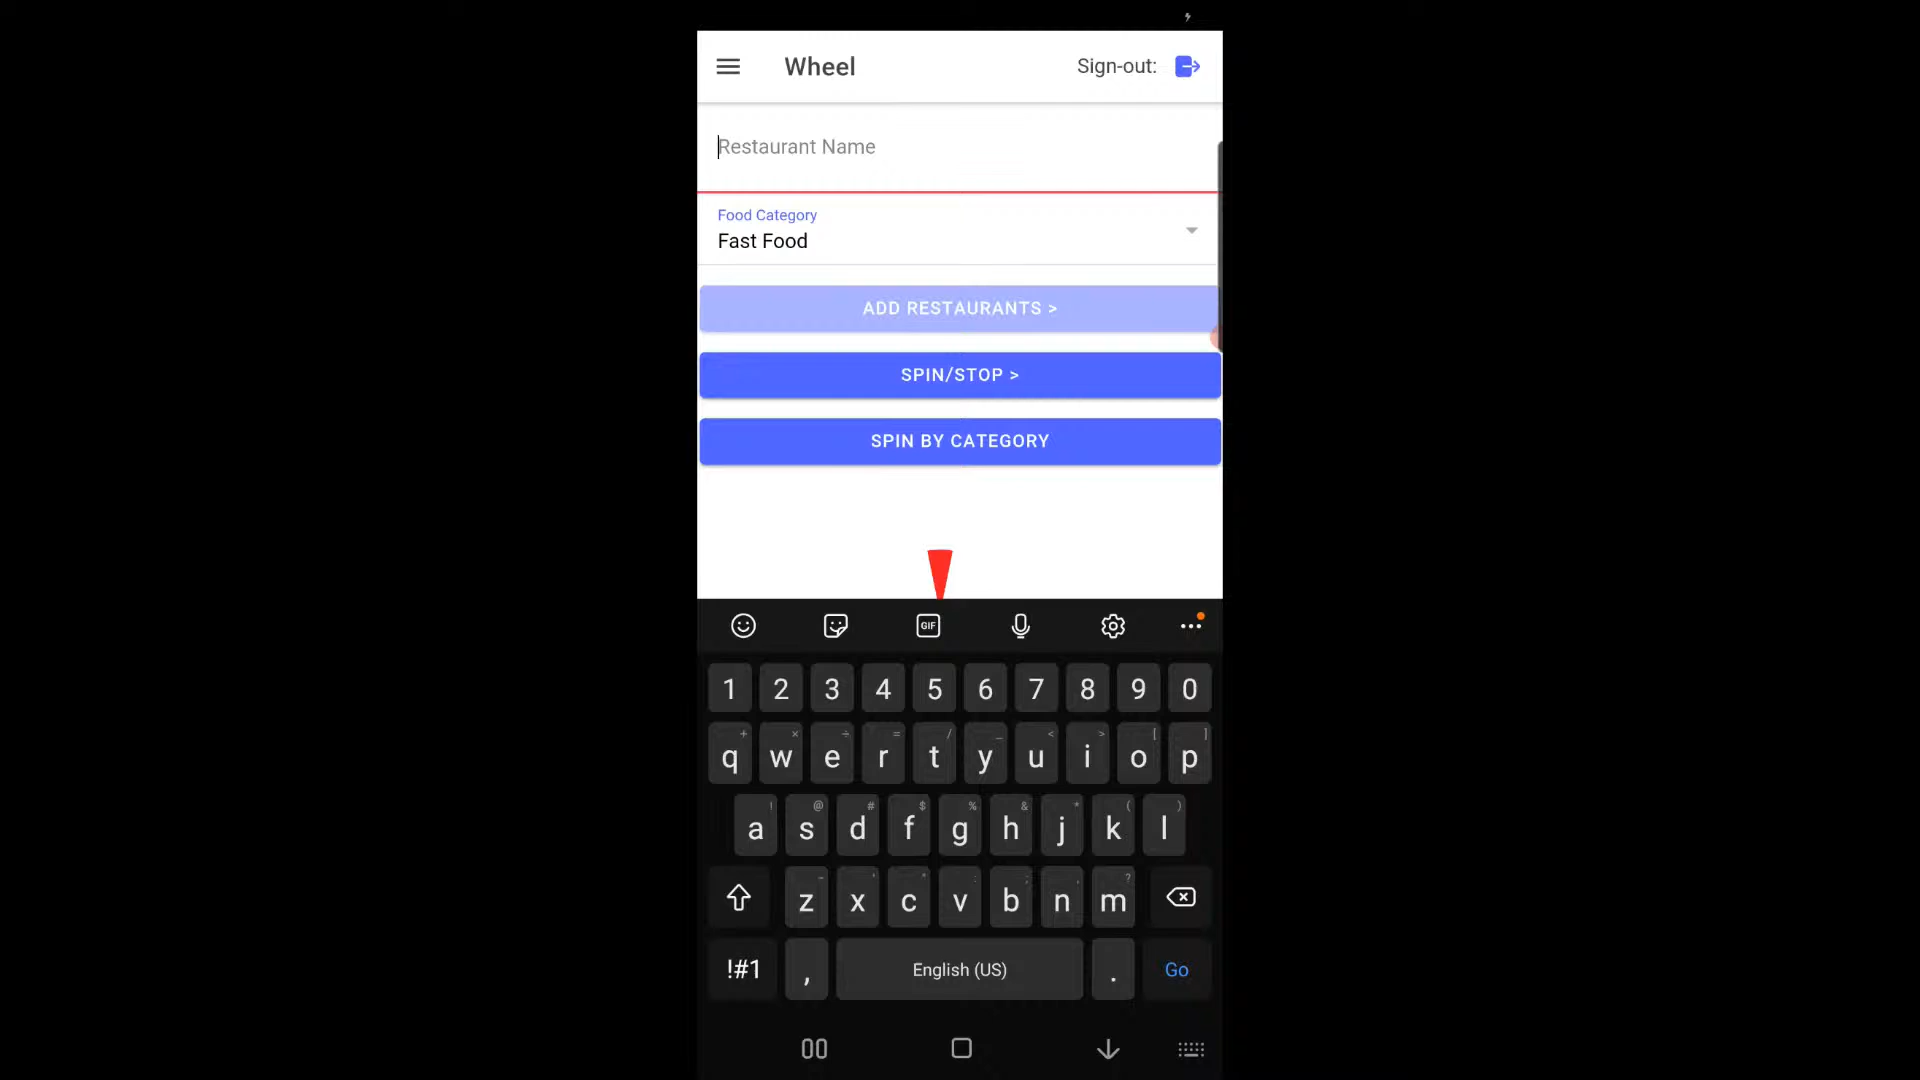 Wheel
Sign-out:
Restaurant Name
Food Category
Fast Food
ADD RESTAURANTS >
SPIN/STOP >
SPIN BY CATEGORY
GIF
1 2 3 4 5 6 7 8 9 0
+ × ÷ = / _ < > [ ]
q w e r t y u i o p
! @ # $ % & * ( )
a s d f g h j k l
- ' " : ; , ?
z x c v b n m
!#1 , English (US) . Go